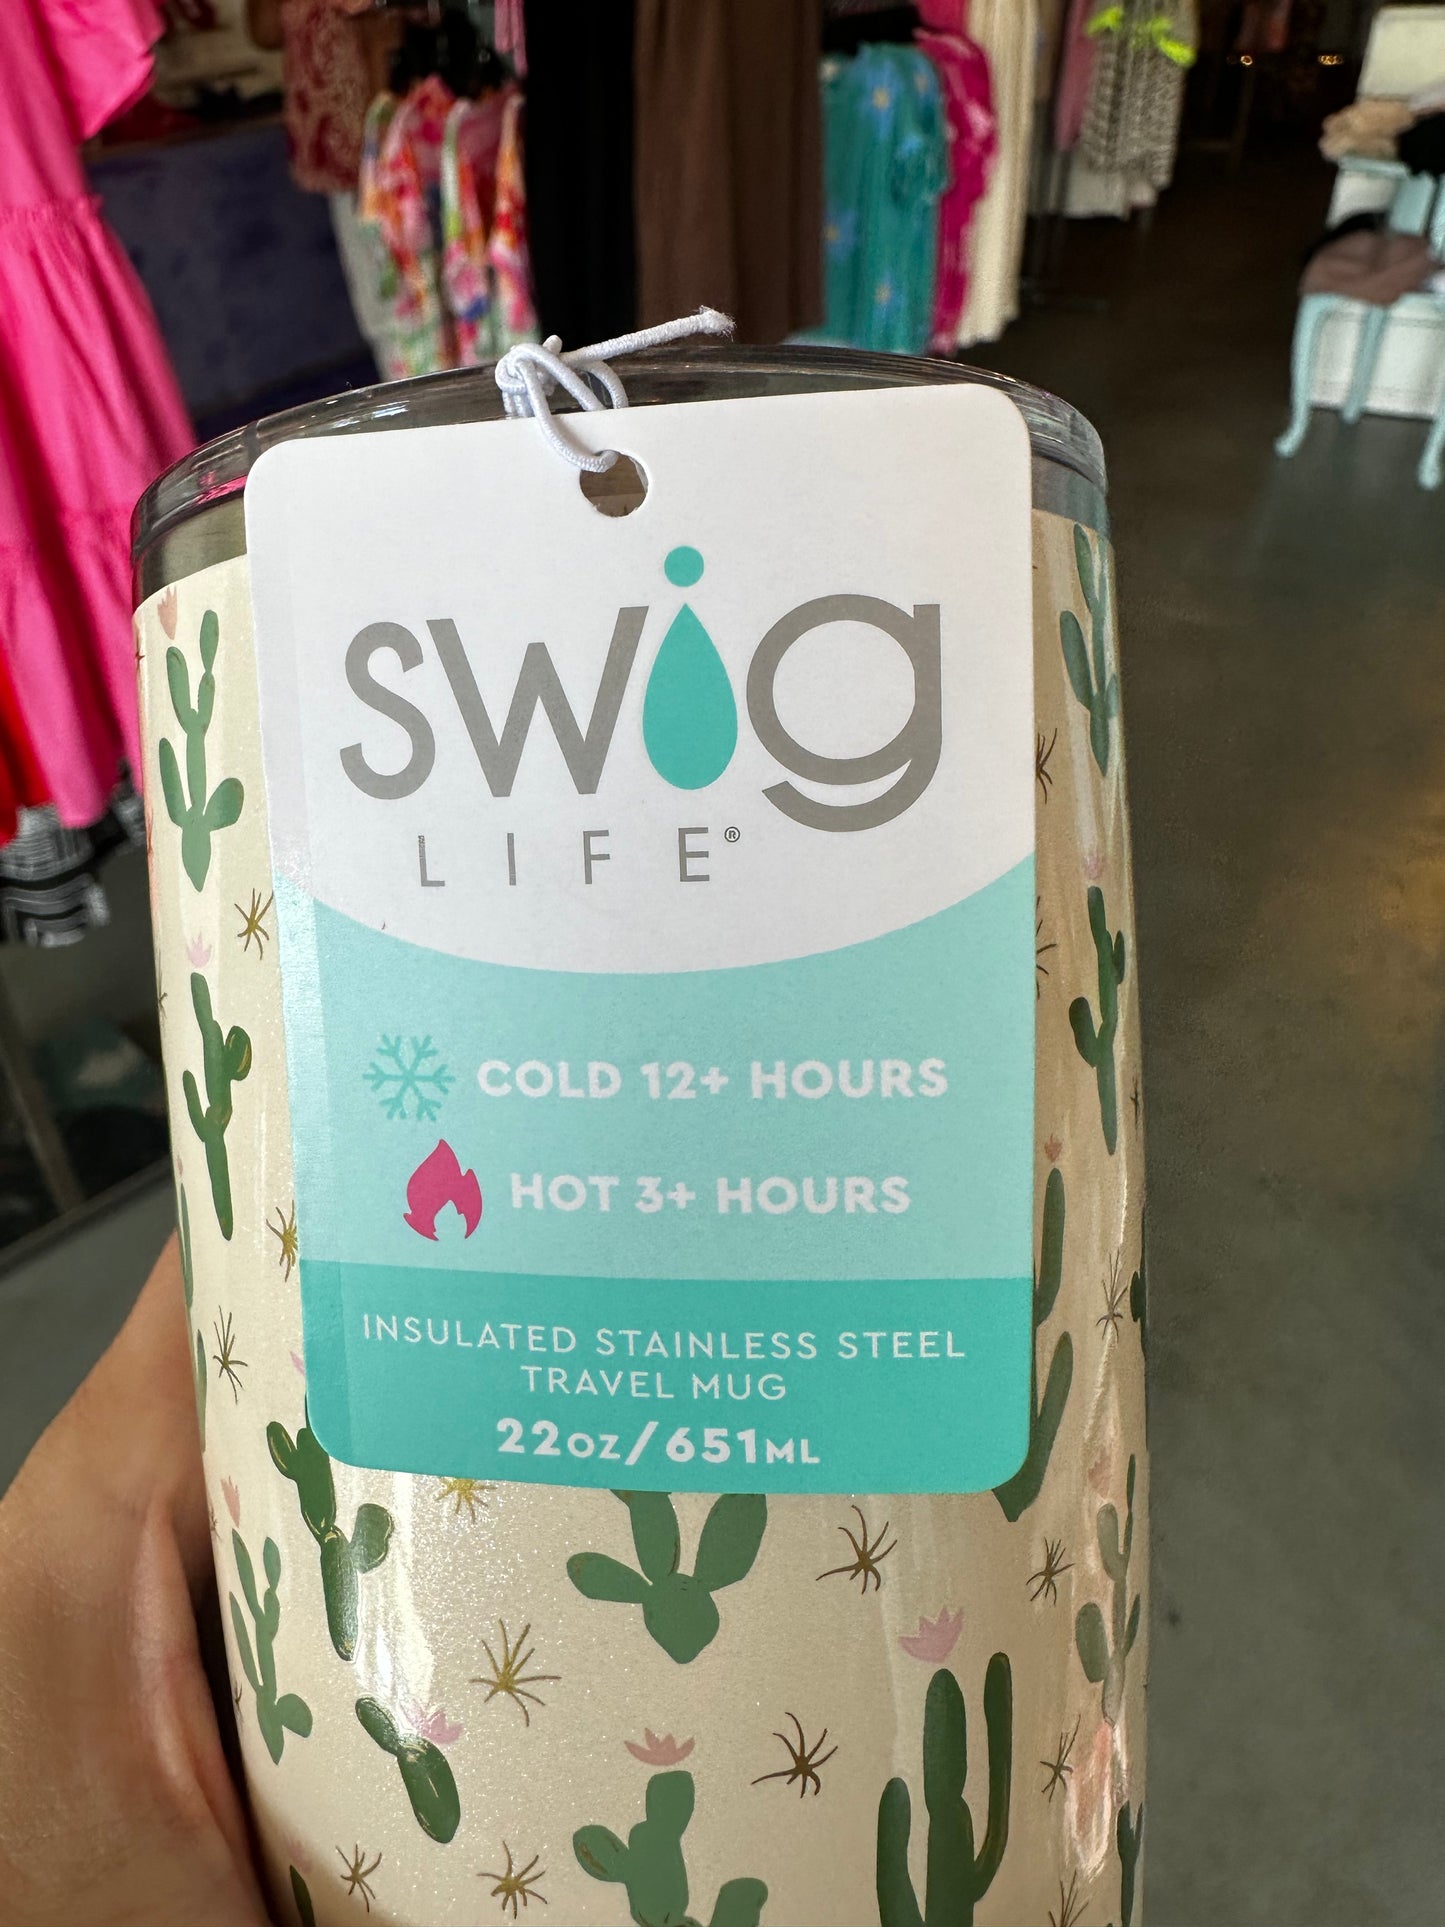 swig
LIFE®
COLD 12+ HOURS
HOT 3+ HOURS
INSULATED STAINLESS STEEL
TRAVEL MUG
22OZ/651ML